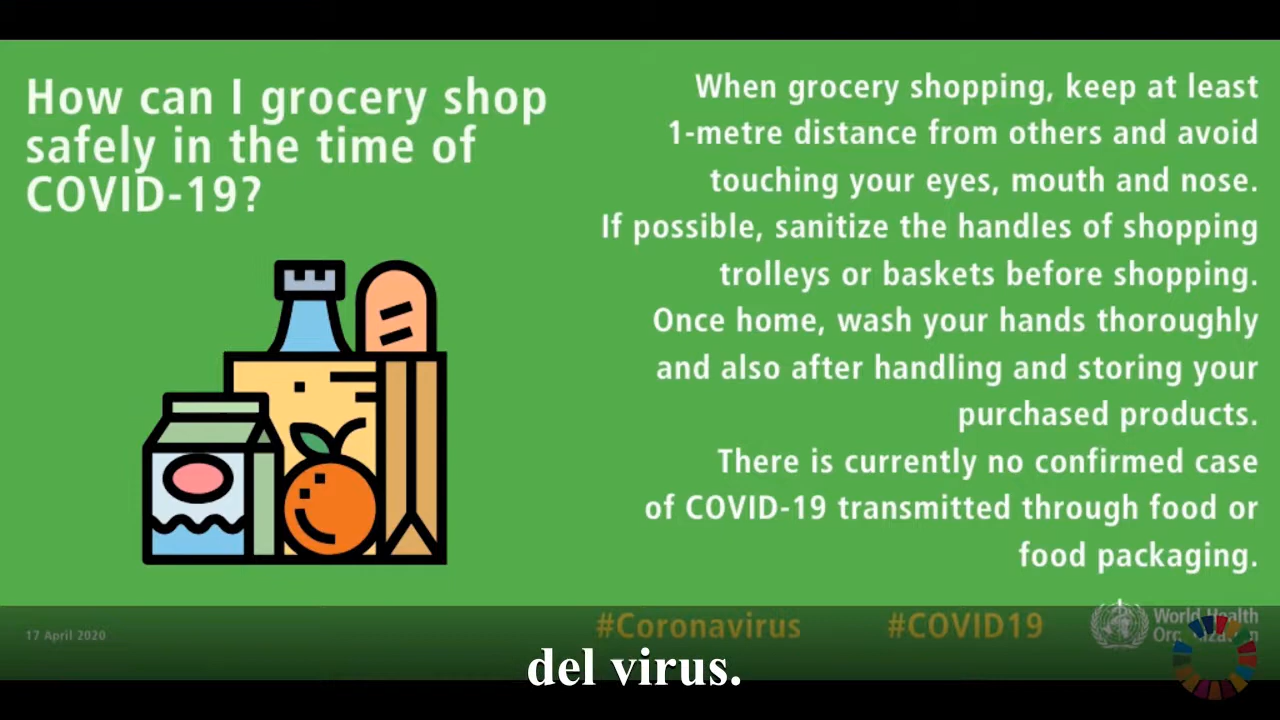 How can I grocery shop
safely in the time of
COVID-19?
When grocery shopping, keep at least
1-metre distance from others and avoid
touching your eyes, mouth and nose.
If possible, sanitize the handles of shopping
trolleys or baskets before shopping.
Once home, wash your hands thoroughly
and also after handling and storing your
purchased products.
There is currently no confirmed case
of COVID-19 transmitted through food or
food packaging.
17 April 2020
#Coronavirus #COVID19
World Health
Organization
del virus.